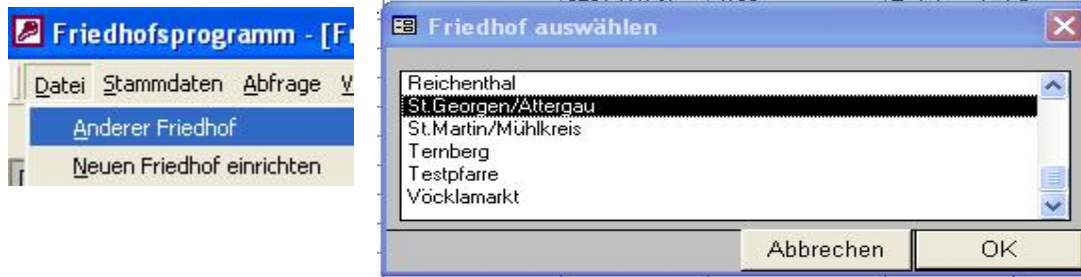 Friedhofsprogramm - [F
Datei Stammdaten Abfrage V
Anderer Friedhof
Neuen Friedhof einrichten
Friedhof auswählen
Reichenthal
St.Georgen/Attergau
St.Martin/Mühlkreis
Ternberg
Testpfarre
Vöcklamarkt
Abbrechen OK